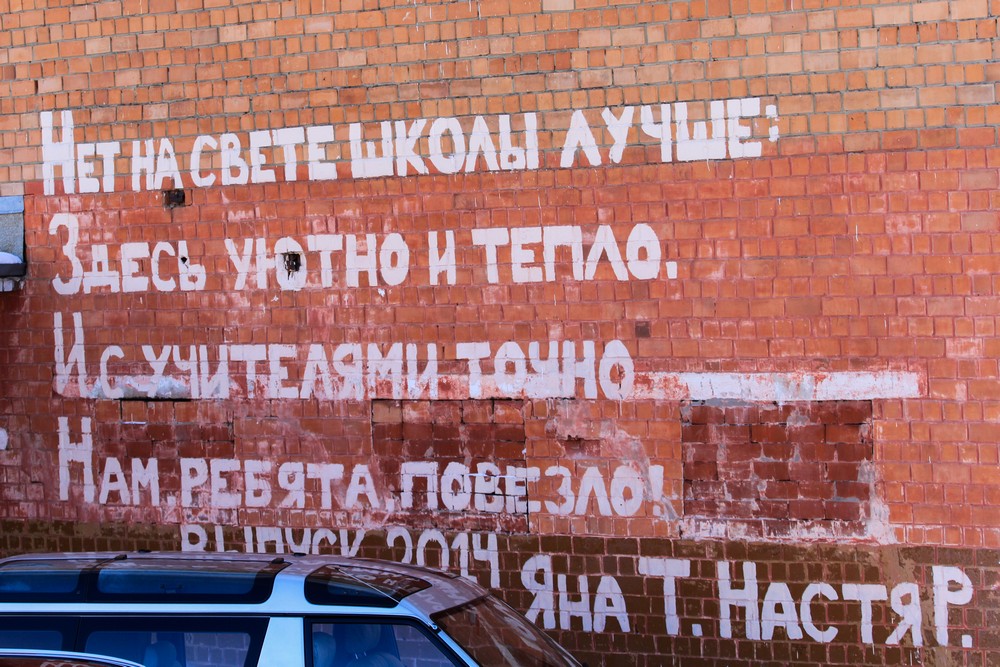 Нет на свете школы лучше:
Здесь уютно и тепло.
И с учителями точно
Нам, ребята, повезло!
Выпуск 2014 Яна Т. Настя Р.